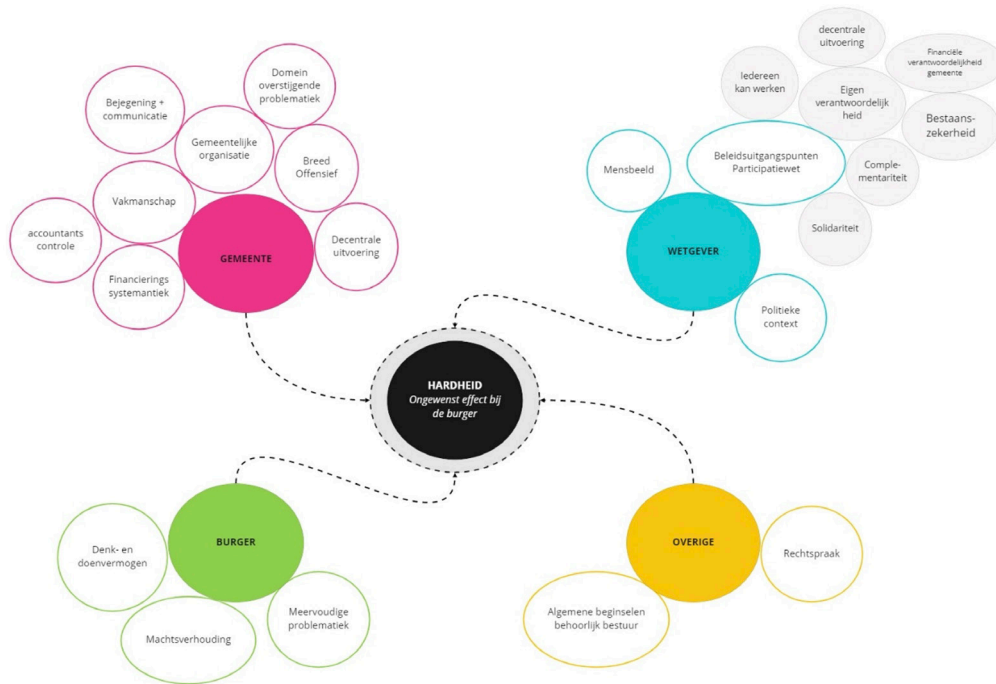 Domein
overstijgende
problematiek
Bejegening +
communicatie
Gemeentelijke
organisatie
Breed
Offensief
Vakmanschap
accountants
controle
Financierings
systemantiek
Decentrale
uitvoering
GEMEENTE
decentrale
uitvoering
Financiële
verantwoordelijkheid
gemeente
Iedereen
kan werken
Eigen
verantwoordelijk
heid
Bestaans-
zekerheid
Mensbeeld
Beleidsuitgangspunten
Participatiewet
Comple-
mentariteit
Solidariteit
WETGEVER
Politieke
context
HARDHEID
Ongewenst effect bij
de burger
BURGER
Denk- en
doenvermogen
Machtsverhouding
Meervoudige
problematiek
OVERIGE
Rechtspraak
Algemene beginselen
behoorlijk bestuur